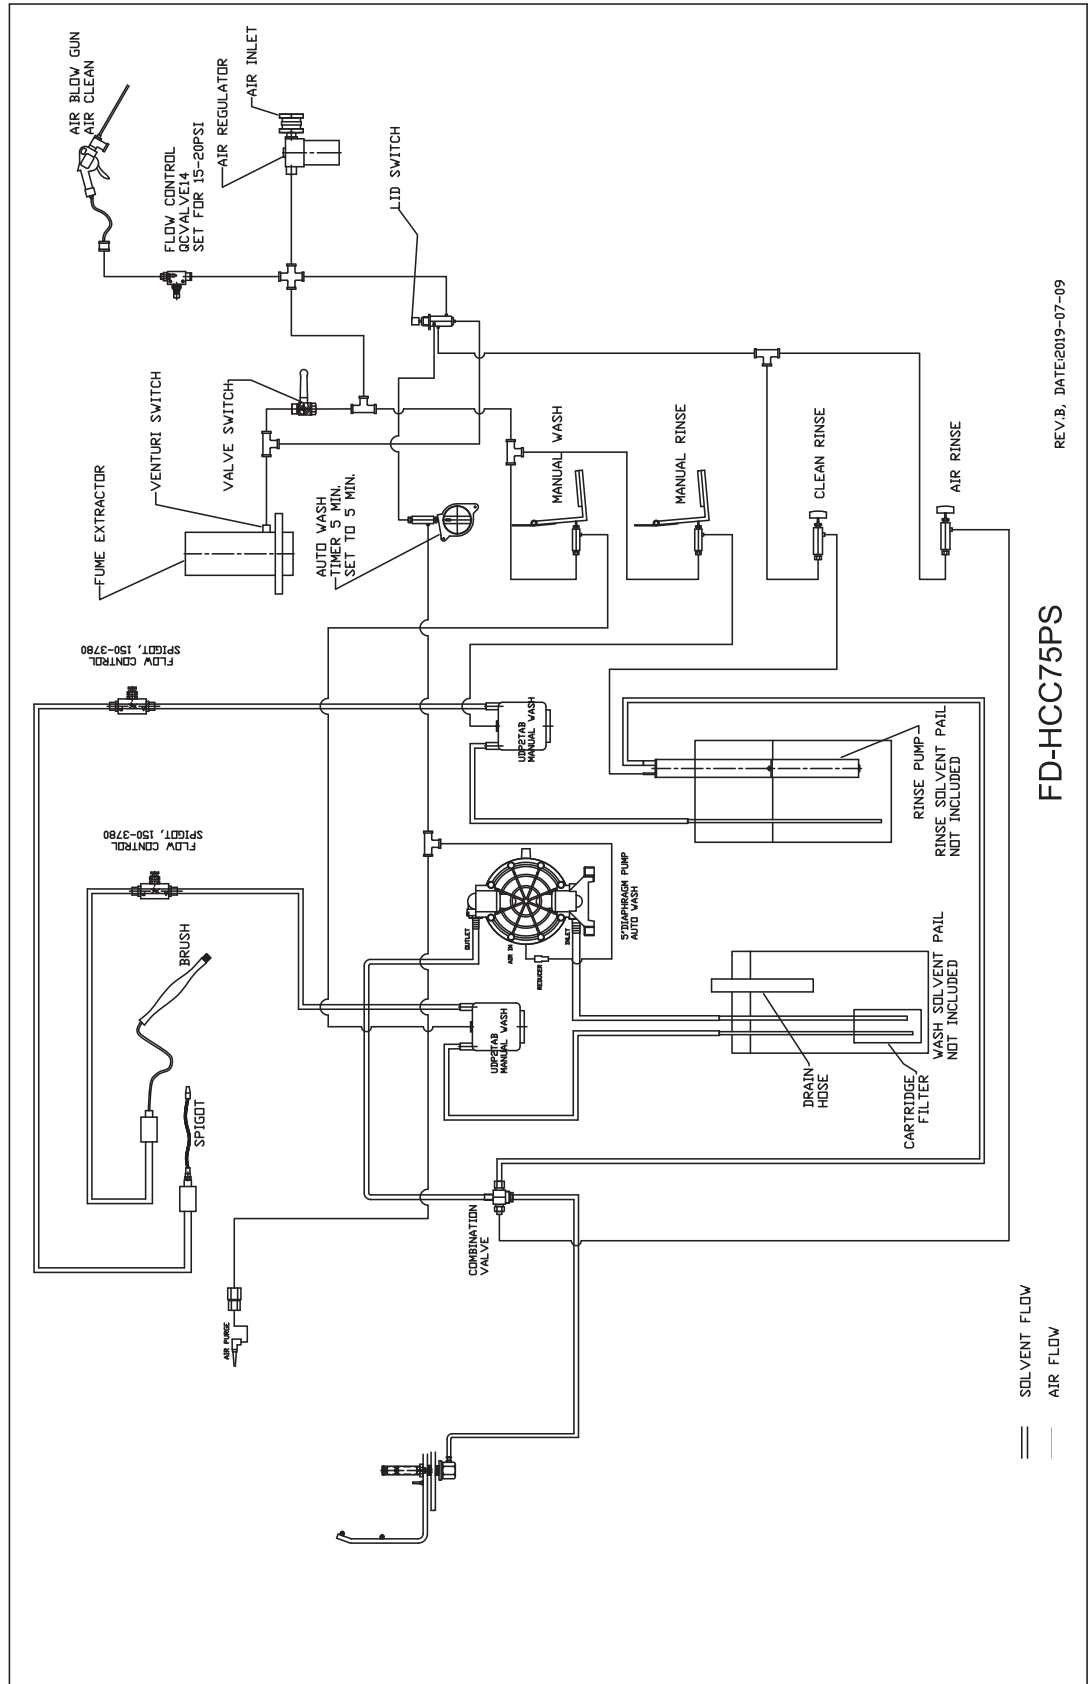 AIR BLOW GUN
AIR CLEAN
FLOW CONTROL
QCVALVE14
SET FOR 15-20PSI
AIR REGULATOR
AIR INLET
LID SWITCH
FUME EXTRACTOR
VENTURI SWITCH
VALVE SWITCH
AUTO WASH
TIMER 5 MIN.
SET TO 5 MIN.
MANUAL WASH
MANUAL RINSE
CLEAN RINSE
AIR RINSE
FLOW CONTROL
SPIGOT, 150-3780
FLOW CONTROL
SPIGOT, 150-3780
UDP2TAB
MANUAL WASH
RINSE PUMP
RINSE SOLVENT PAIL
NOT INCLUDED
BRUSH
SPIGOT
OUTLET
AIR IN
INLET
REDUCER
5"DIAPHRAGM PUMP
AUTO WASH
UDP2TAB
MANUAL WASH
DRAIN
HOSE
CARTRIDGE
FILTER
WASH SOLVENT PAIL
NOT INCLUDED
COMBINATION
VALVE
AIR PURGE
SOLVENT FLOW
AIR FLOW
FD-HCC75PS
REV.B, DATE:2019-07-09